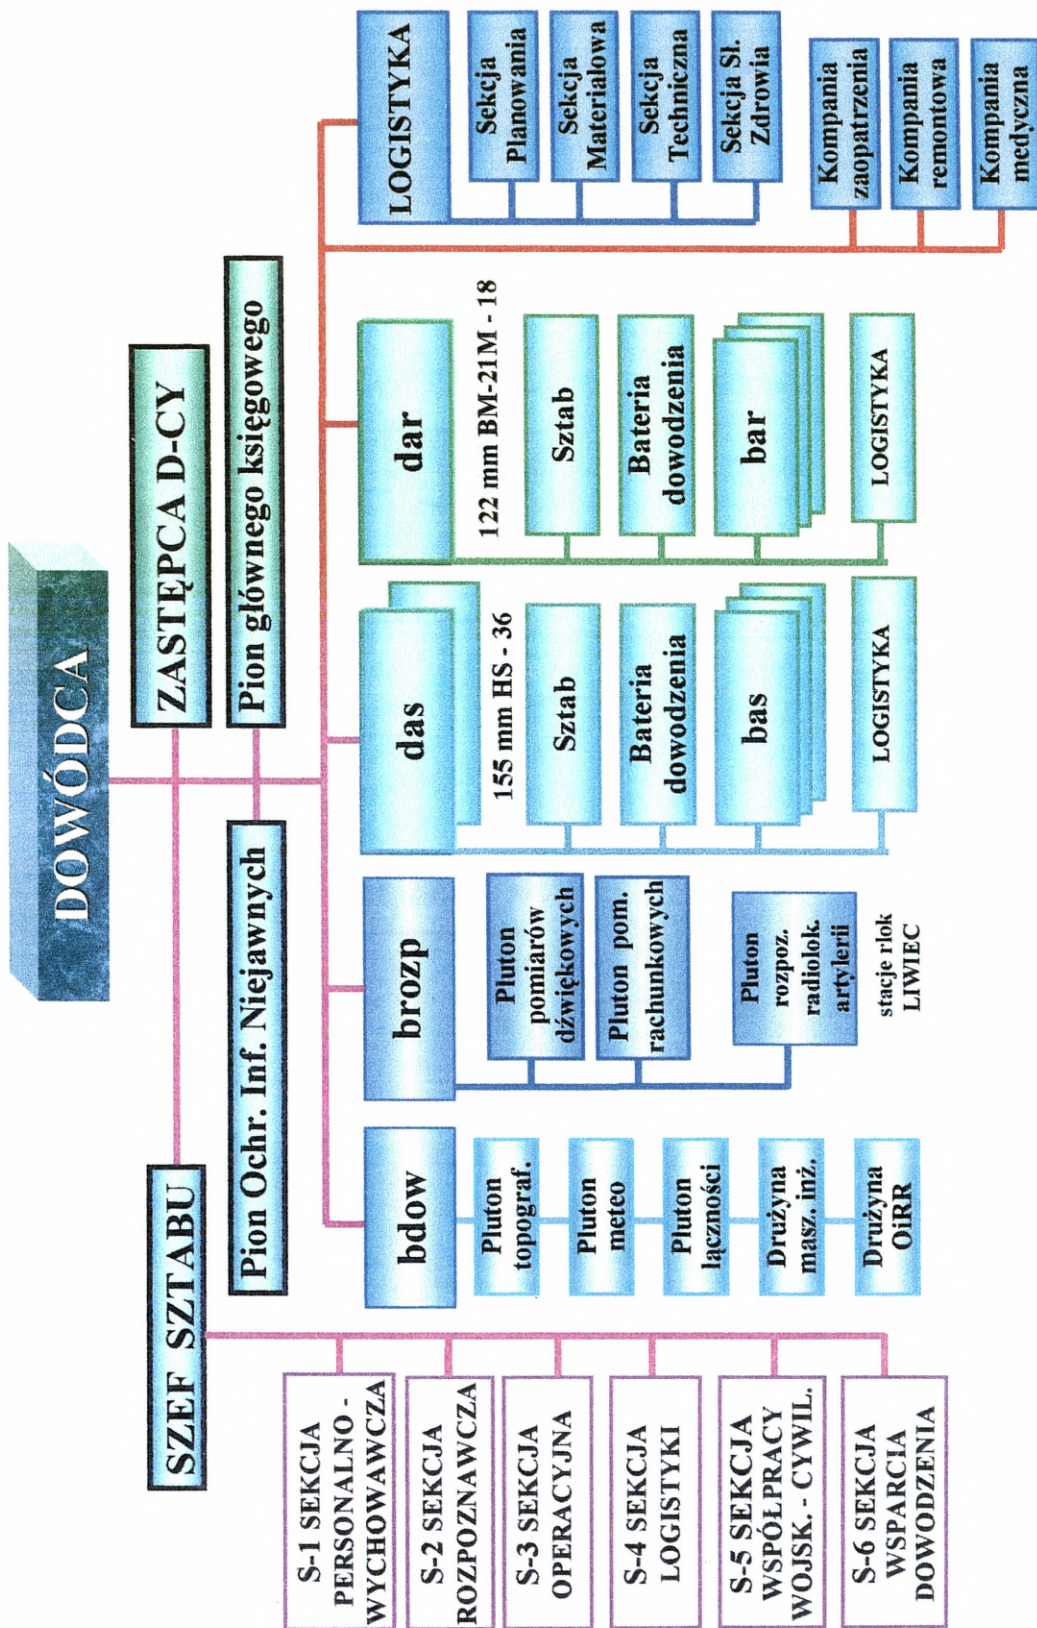 DOWÓDCA
ZASTĘPCA D-CY
SZEF SZTABU
Pion Ochr. Inf. Niejawnych
Pion głównego księgowego
S-1 SEKCJA
PERSONALNO -
WYCHOWAWCZA
S-2 SEKCJA
ROZPOZNAWCZA
S-3 SEKCJA
OPERACYJNA
S-4 SEKCJA
LOGISTYKI
S-5 SEKCJA
WSPÓŁPRACY
WOJSK. - CYWIL.
S-6 SEKCJA
WSPARCIA
DOWODZENIA
bdow
Pluton
topograf.
Pluton
meteo
Pluton
łączności
Drużyna
masz. inż.
Drużyna
OiRR
brozp
Pluton
pomiarów
dźwiękowych
Pluton pom.
rachunkowych
Pluton
rozpoz.
radiolok.
artylerii
stacje rlok
LIWIEC
das
155 mm HS - 36
Sztab
Bateria
dowodzenia
bas
LOGISTYKA
dar
122 mm BM-21M - 18
Sztab
Bateria
dowodzenia
bar
LOGISTYKA
LOGISTYKA
Sekcja
Planowania
Sekcja
Materiałowa
Sekcja
Techniczna
Sekcja Sł.
Zdrowia
Kompania
zaopatrzenia
Kompania
remontowa
Kompania
medyczna